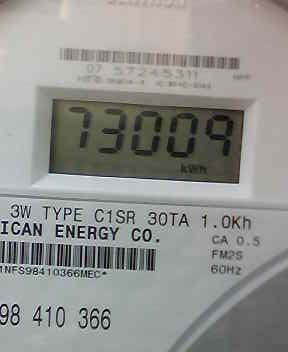 07 57245311
73009
kWh
3W TYPE C1SR 30TA 1.0Kh
ICAN ENERGY CO.
CA 0.5
FM2S
60Hz
1NFS98410366MEC*
98 410 366